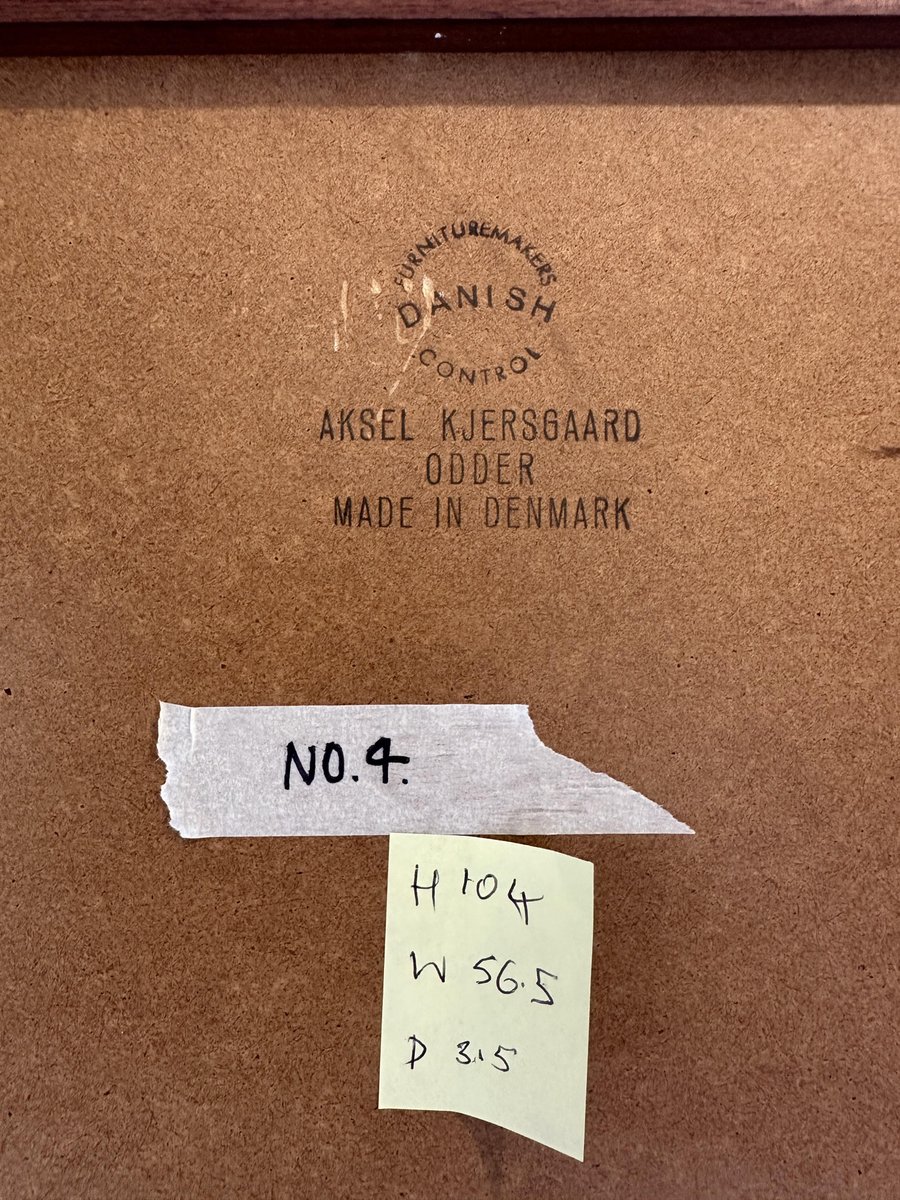 FURNITUREMAKERS
DANISH
CONTROL
AKSEL KJERSGAARD
ODDER
MADE IN DENMARK
NO.4.
H 104
W 56.5
D 3.5